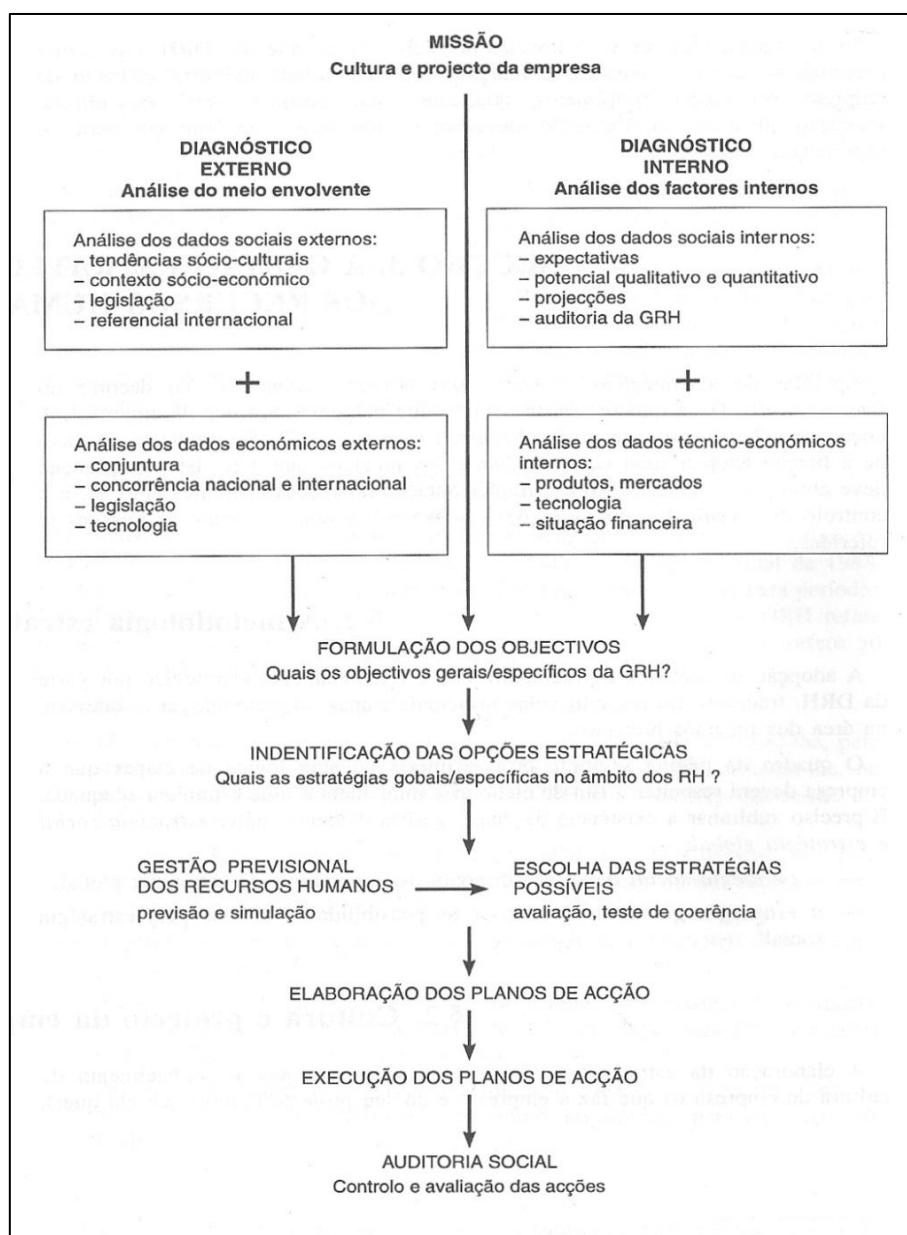 MISSÃO
Cultura e projecto da empresa
DIAGNÓSTICO
EXTERNO
Análise do meio envolvente
Análise dos dados sociais externos:
– tendências sócio-culturais
– contexto sócio-económico
– legislação
– referencial internacional
+
Análise dos dados económicos externos:
– conjuntura
– concorrência nacional e internacional
– legislação
– tecnologia
DIAGNÓSTICO
INTERNO
Análise dos factores internos
Análise dos dados sociais internos:
– expectativas
– potencial qualitativo e quantitativo
– projecções
– auditoria da GRH
+
Análise dos dados técnico-económicos
internos:
– produtos, mercados
– tecnologia
– situação financeira
FORMULAÇÃO DOS OBJECTIVOS
Quais os objectivos gerais/específicos da GRH?
INDENTIFICAÇÃO DAS OPÇÕES ESTRATÉGICAS
Quais as estratégias gobais/específicas no âmbito dos RH ?
GESTÃO PREVISIONAL
DOS RECURSOS HUMANOS
previsão e simulação
ESCOLHA DAS ESTRATÉGIAS
POSSÍVEIS
avaliação, teste de coerência
ELABORAÇÃO DOS PLANOS DE ACÇÃO
EXECUÇÃO DOS PLANOS DE ACÇÃO
AUDITORIA SOCIAL
Controlo e avaliação das acções